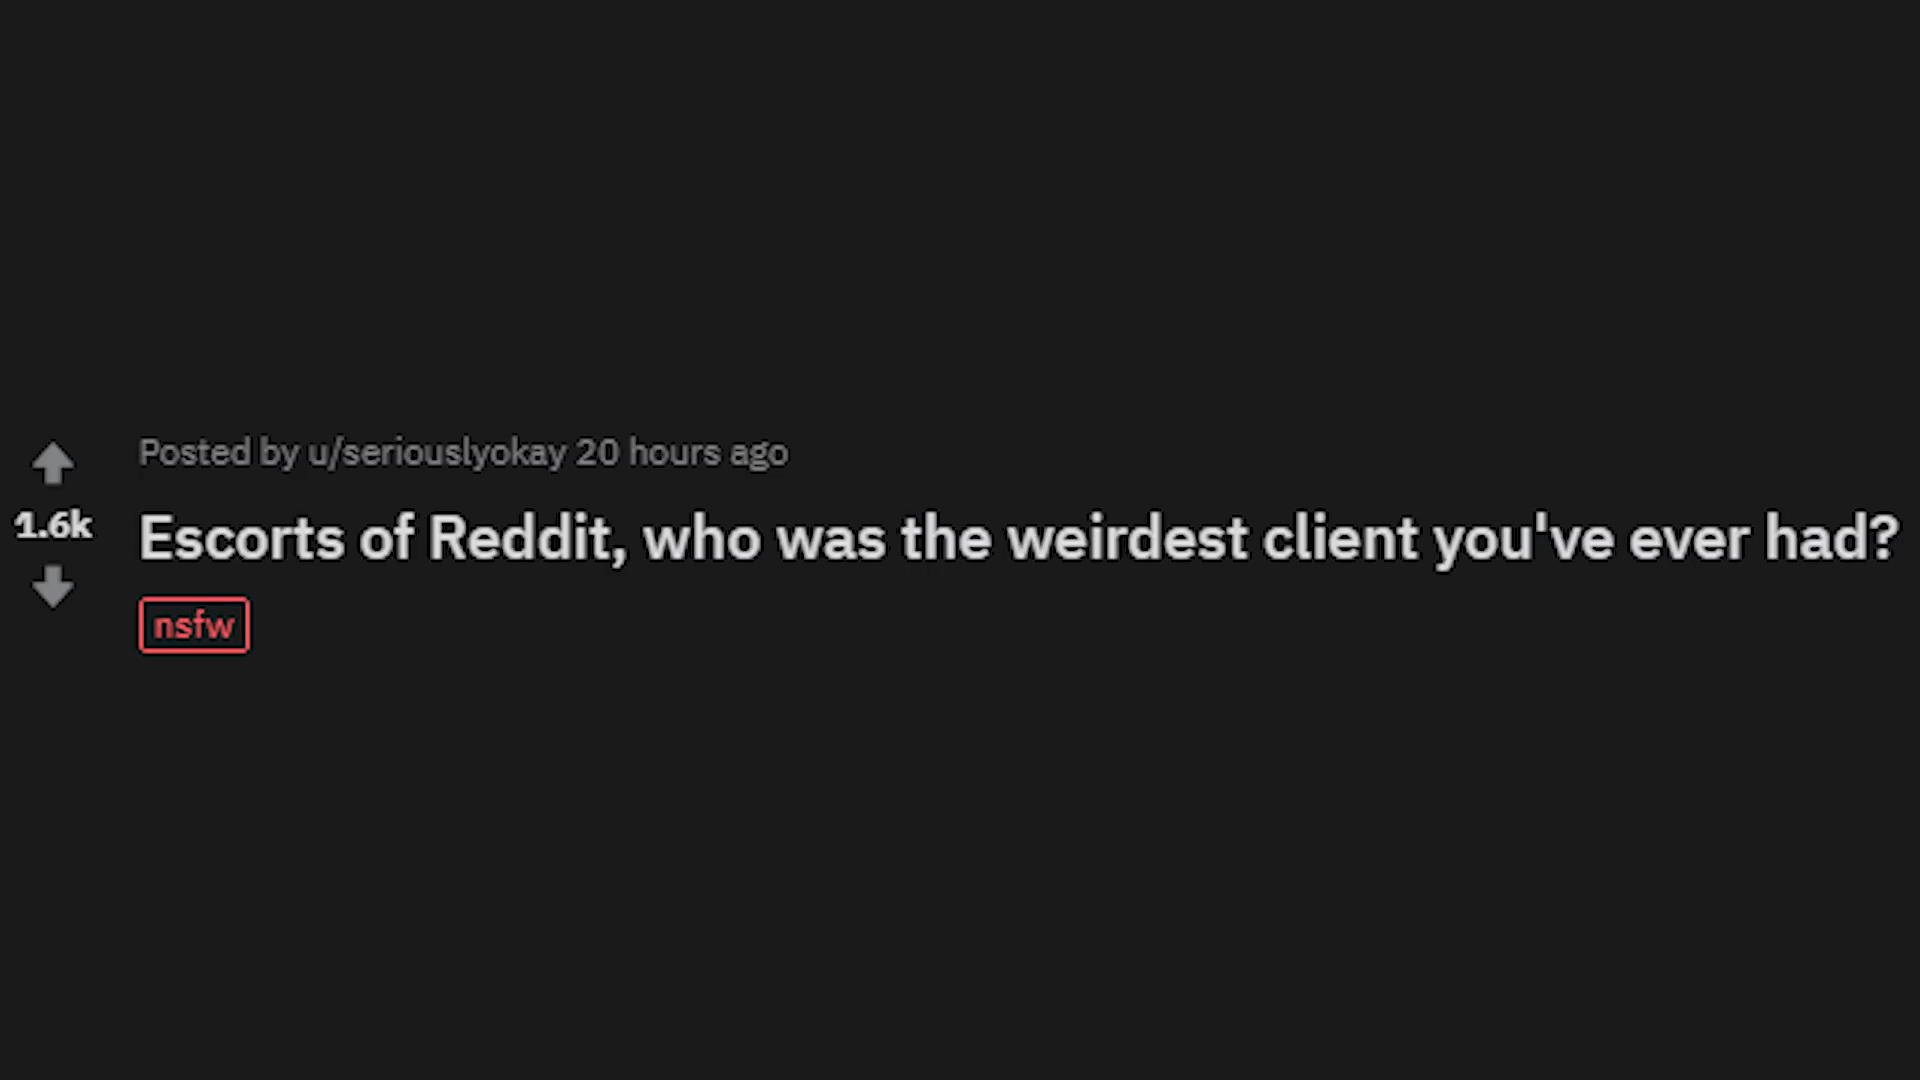 Posted by u/seriouslyokay 20 hours ago
1.6k
Escorts of Reddit, who was the weirdest client you've ever had?
nsfw